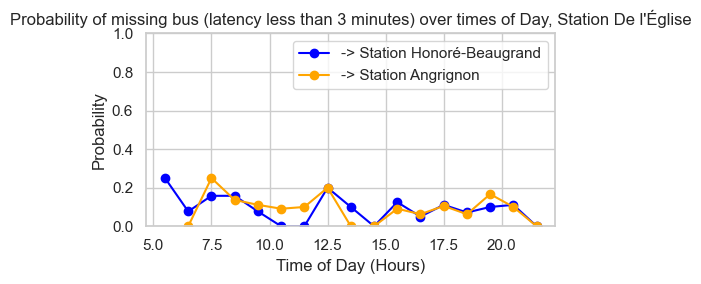 Probability of missing bus (latency less than 3 minutes) over times of Day, Station De l'Église
1.0
0.8
0.6
0.4
0.2
0.0
Probability
-> Station Honoré-Beaugrand
-> Station Angrignon
5.0 7.5 10.0 12.5 15.0 17.5 20.0
Time of Day (Hours)